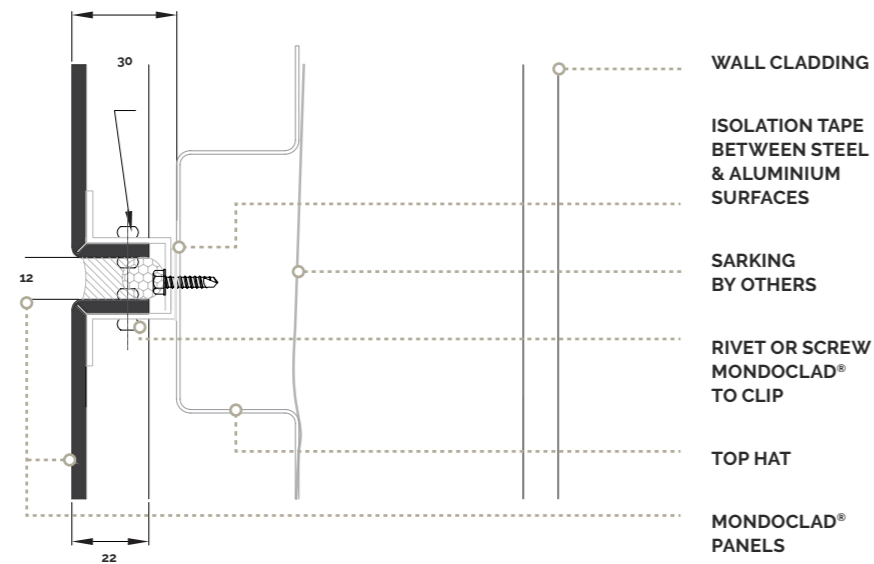 30
12
22
WALL CLADDING
ISOLATION TAPE
BETWEEN STEEL
& ALUMINIUM
SURFACES
SARKING
BY OTHERS
RIVET OR SCREW
MONDOCLAD®
TO CLIP
TOP HAT
MONDOCLAD®
PANELS